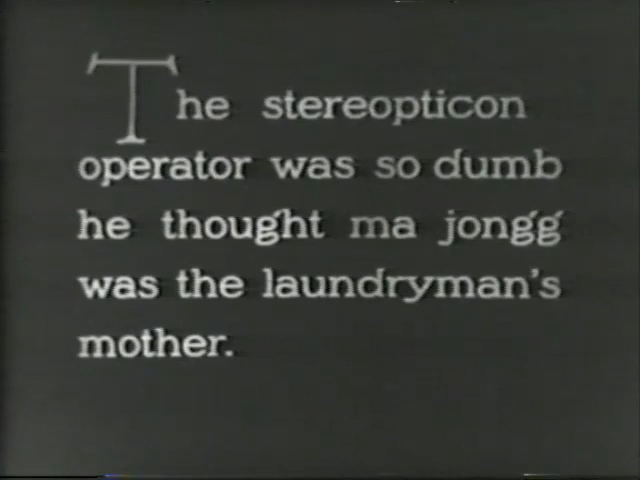 The stereopticon
operator was so dumb
he thought ma jongg
was the laundryman's
mother.